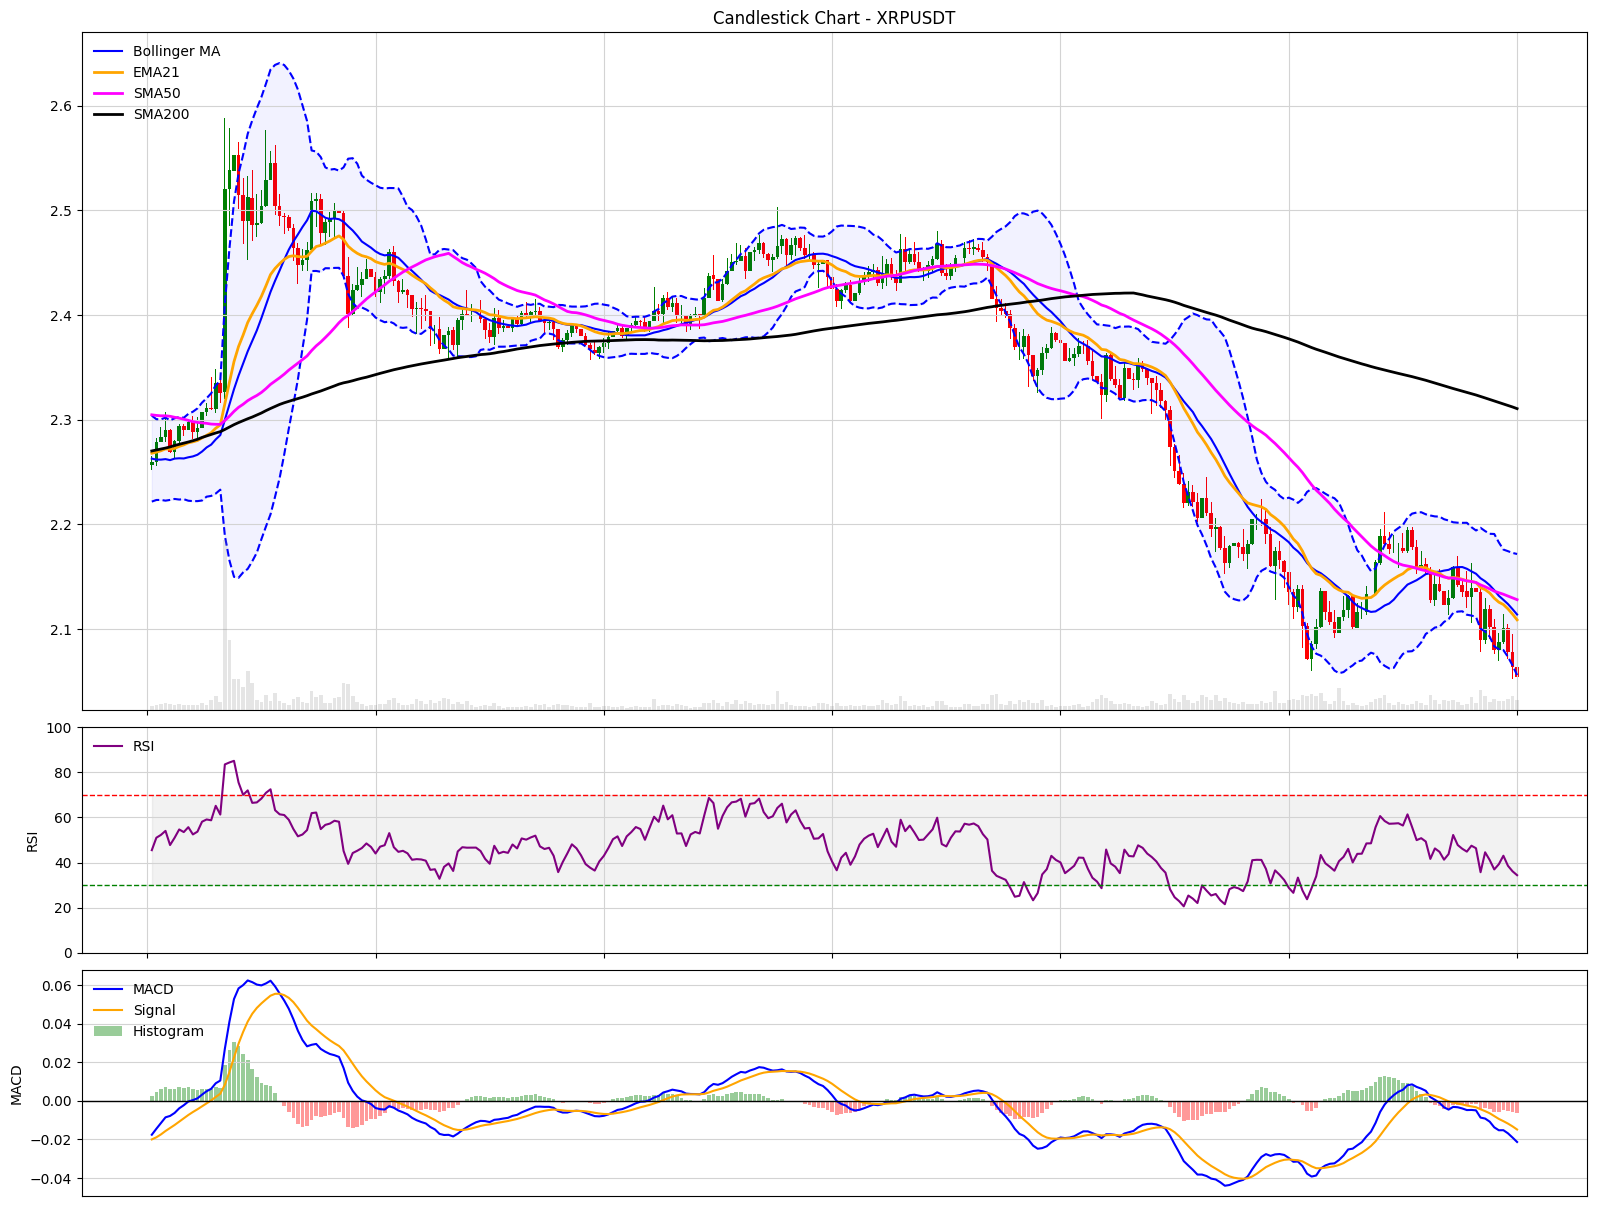 Candlestick Chart - XRPUSDT
Bollinger MA
EMA21
SMA50
SMA200
2.6
2.5
2.4
2.3
2.2
2.1
100
80
60
40
20
0
RSI
RSI
0.06
0.04
0.02
0.00
−0.02
−0.04
MACD
MACD
Signal
Histogram